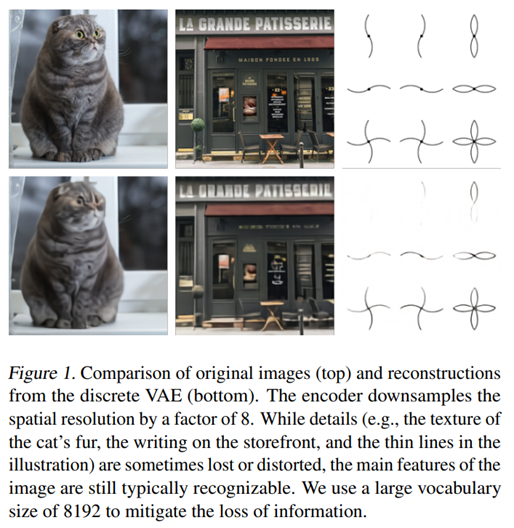 LA GRANDE PATISSERIE
MAISON FONDEE EN 1995
LA GRANDE PATISSERIE
Figure 1. Comparison of original images (top) and reconstructions
from the discrete VAE (bottom). The encoder downsamples the
spatial resolution by a factor of 8. While details (e.g., the texture of
the cat's fur, the writing on the storefront, and the thin lines in the
illustration) are sometimes lost or distorted, the main features of the
image are still typically recognizable. We use a large vocabulary
size of 8192 to mitigate the loss of information.